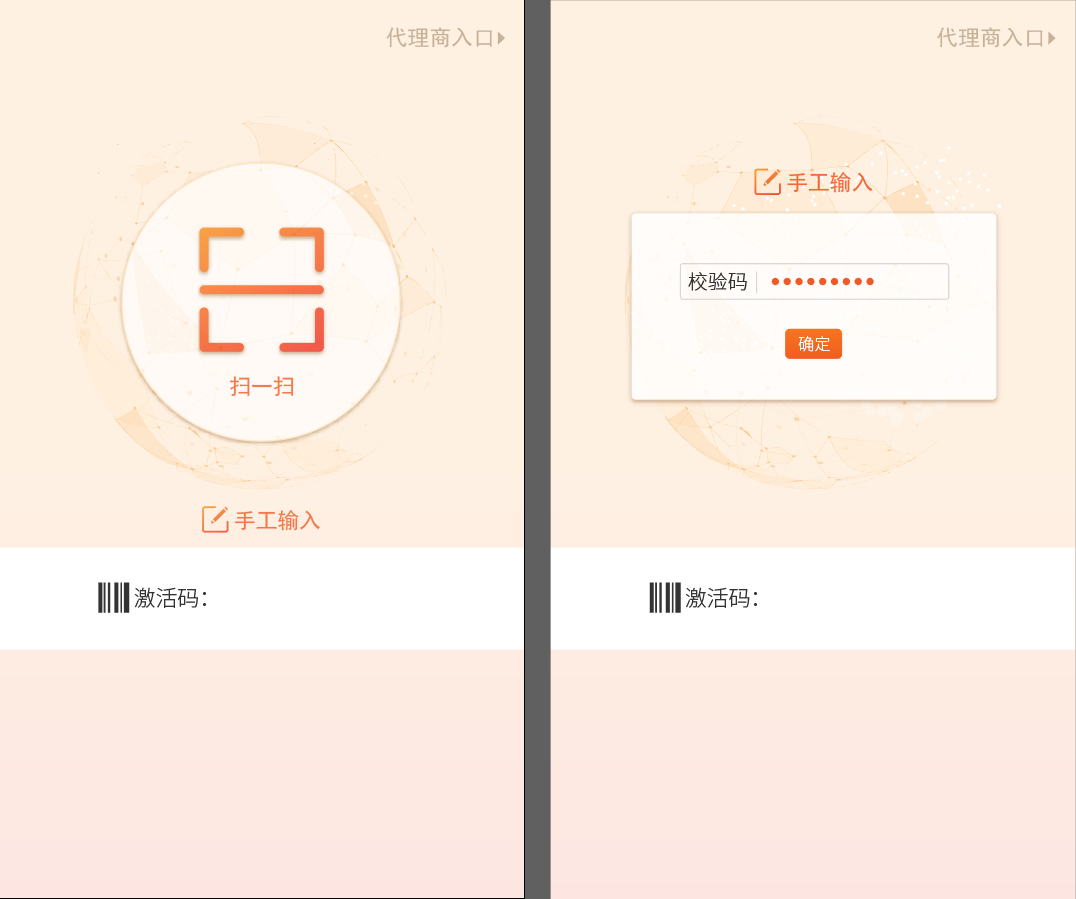 代理商入口
扫一扫
手工输入
激活码：
代理商入口
手工输入
校验码
确定
激活码：